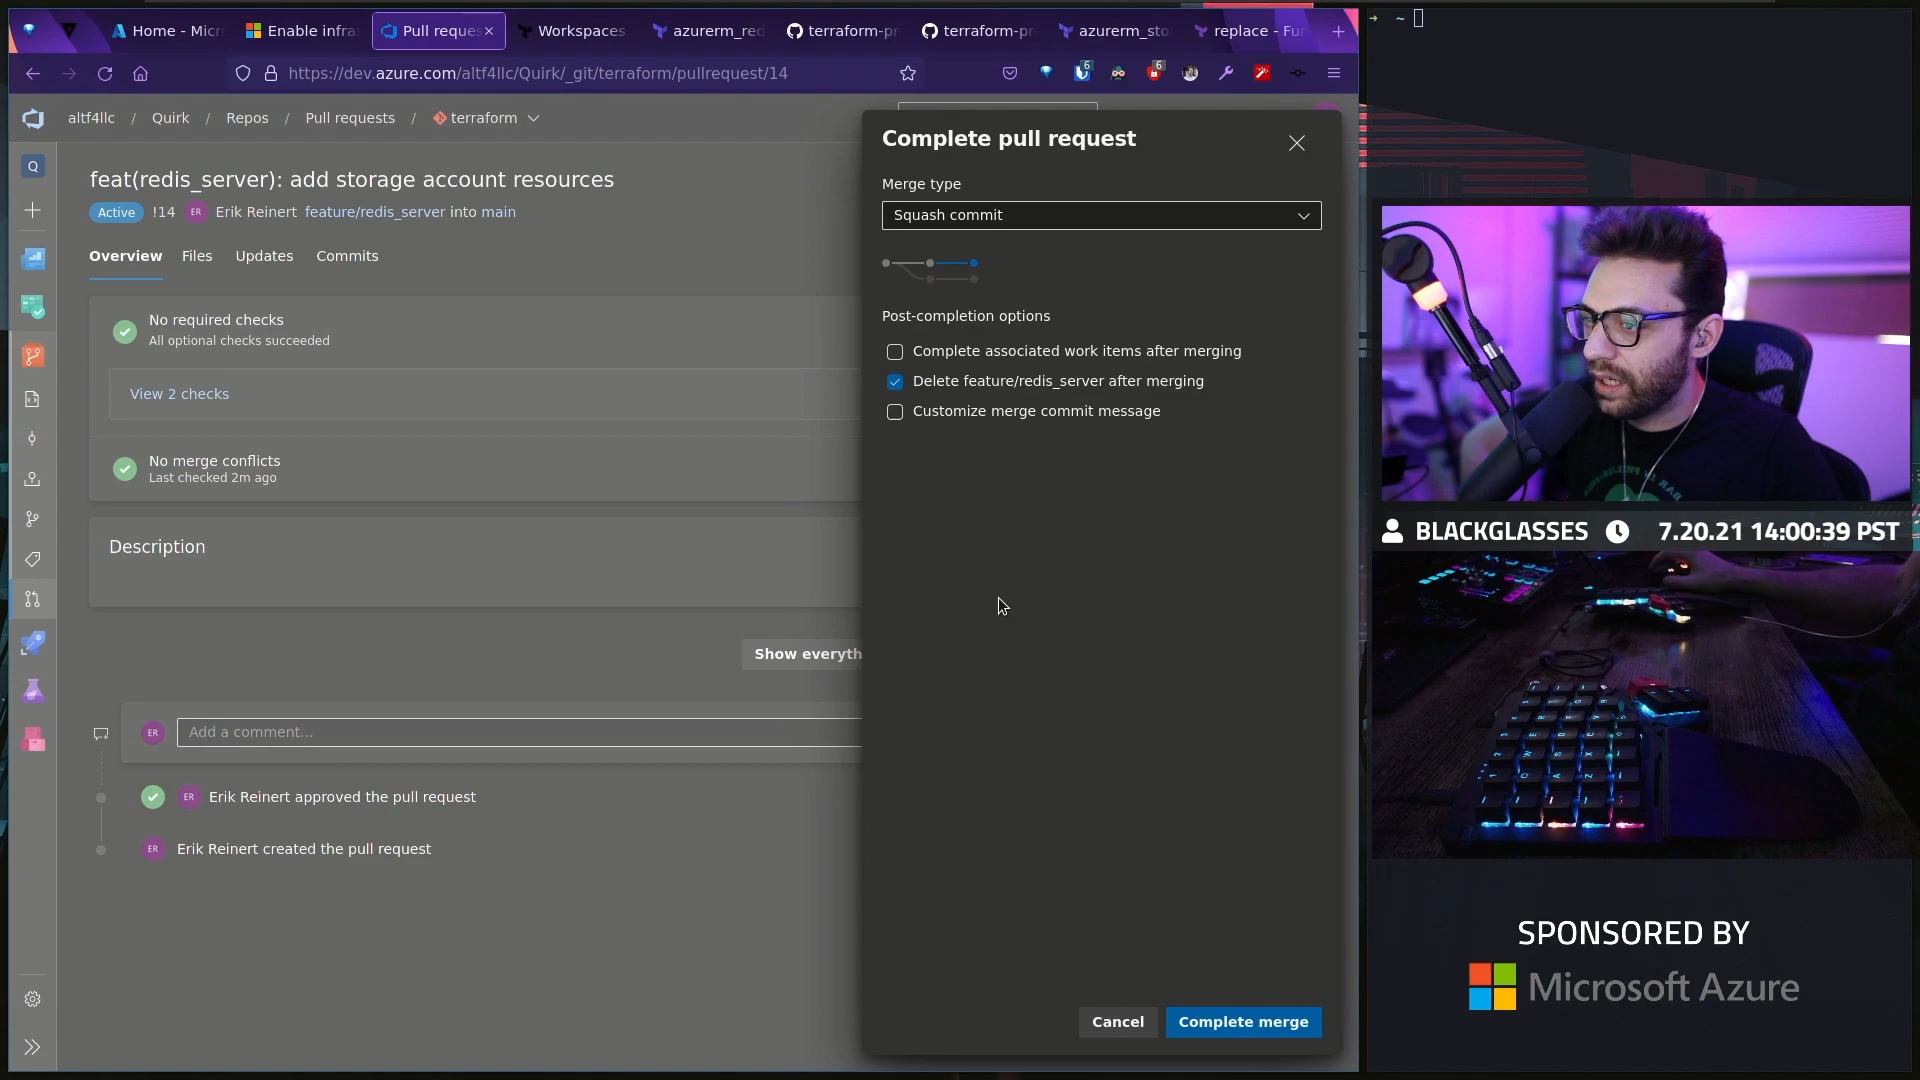 Home - Micr
Enable infra
Pull reques
Workspaces
azurerm_red
terraform-pr
terraform-pr
azurerm_sto
replace - Fun
https://dev.azure.com/altf4llc/Quirk/_git/terraform/pullrequest/14
6
6
altf4llc / Quirk / Repos / Pull requests / terraform
Q
feat(redis_server): add storage account resources
Active !14 ER Erik Reinert feature/redis_server into main
Overview Files Updates Commits
No required checks
All optional checks succeeded
View 2 checks
No merge conflicts
Last checked 2m ago
Description
Show everyth
ER Add a comment...
ER Erik Reinert approved the pull request
ER Erik Reinert created the pull request
Complete pull request
Merge type
Squash commit
Post-completion options
Complete associated work items after merging
Delete feature/redis_server after merging
Customize merge commit message
Cancel Complete merge
~
BLACKGLASSES 7.20.21 14:00:39 PST
SPONSORED BY
Microsoft Azure